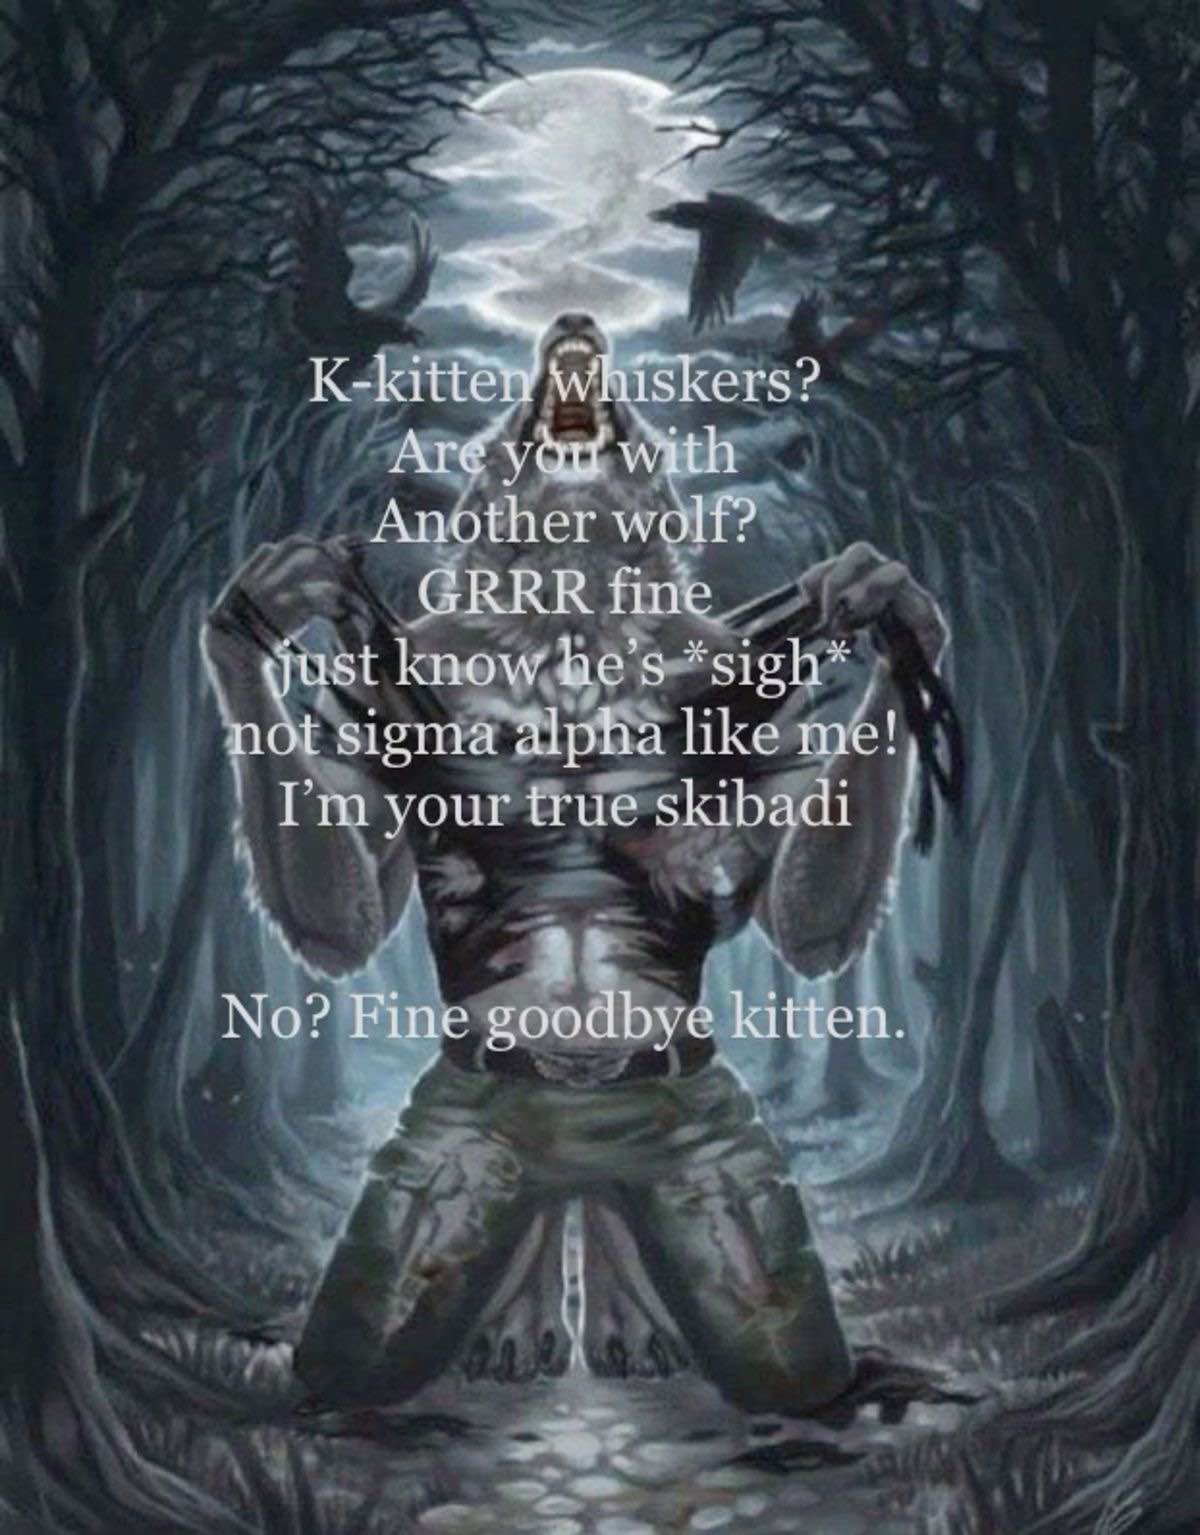 K-kitten whiskers?
Are you with
Another wolf?
GRRR fine
just know he’s *sigh*
not sigma alpha like me!
I’m your true skibadi
No? Fine goodbye kitten.